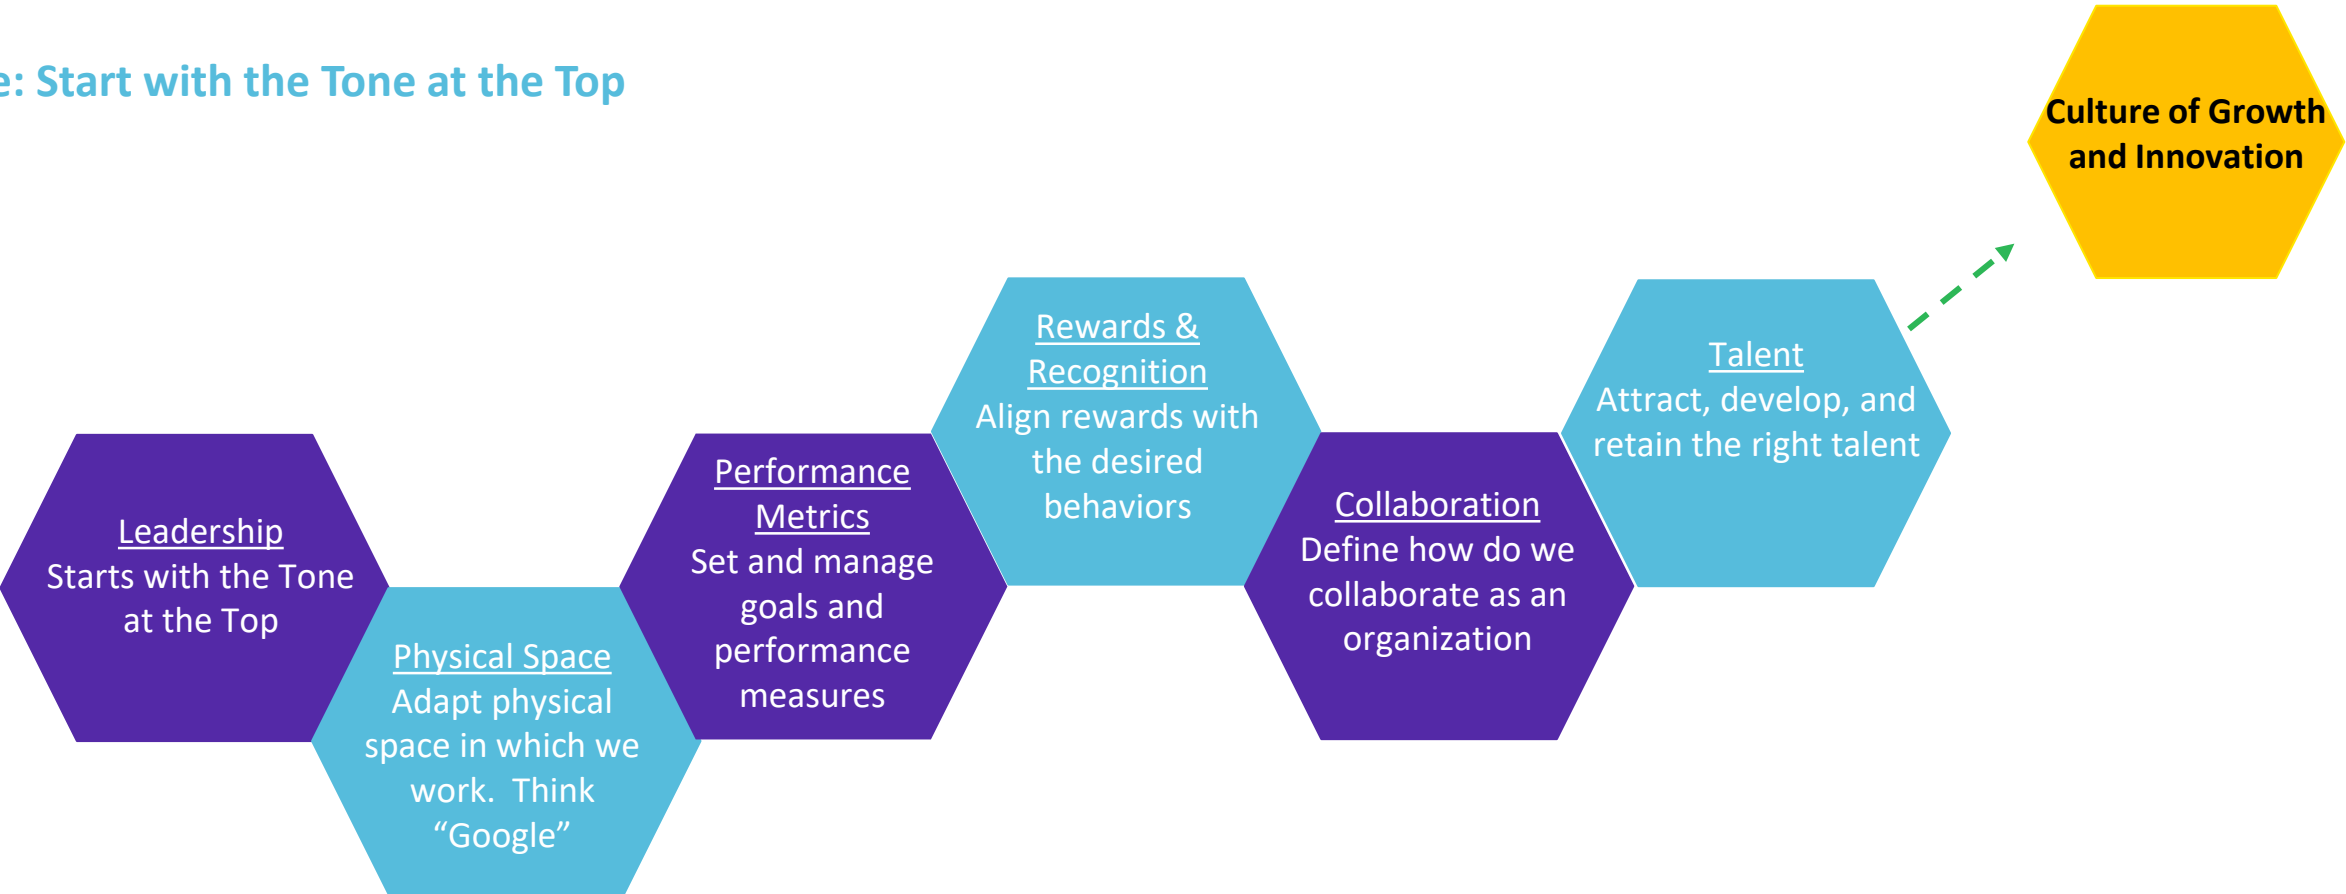 e: Start with the Tone at the Top
Culture of Growth
and Innovation
Leadership
Starts with the Tone
at the Top
Physical Space
Adapt physical
space in which we
work.  Think
“Google”
Performance
Metrics
Set and manage
goals and
performance
measures
Rewards &
Recognition
Align rewards with
the desired
behaviors
Collaboration
Define how do we
collaborate as an
organization
Talent
Attract, develop, and
retain the right talent